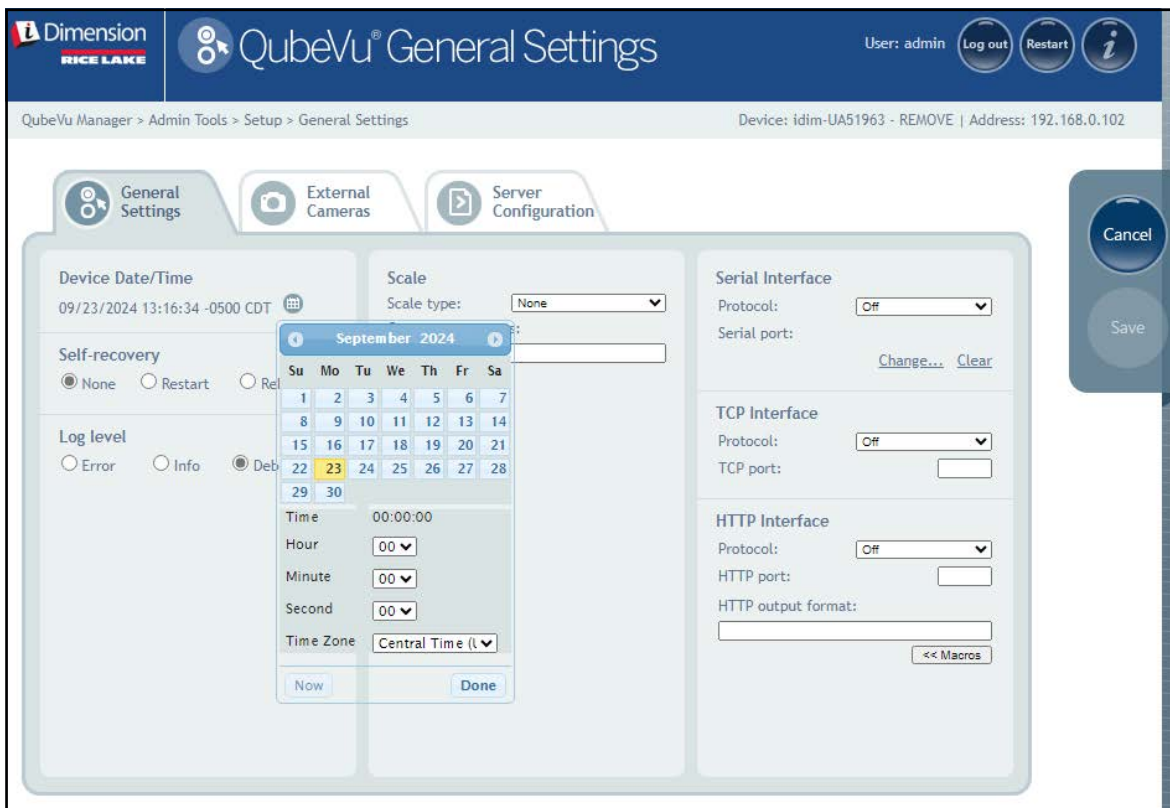 iDimension
RICE LAKE
QubeVu® General Settings
User: admin
Log out
Restart
i
QubeVu Manager > Admin Tools > Setup > General Settings
Device: idim-UA51963 - REMOVE | Address: 192.168.0.102
General
Settings
External
Cameras
Server
Configuration
Cancel
Save
Device Date/Time
09/23/2024 13:16:34 -0500 CDT
Self-recovery
None Restart
Log level
Error Info
September 2024
Su Mo Tu We Th Fr Sa
1 2 3 4 5 6 7
8 9 10 11 12 13 14
15 16 17 18 19 20 21
22 23 24 25 26 27 28
29 30
Time 00:00:00
Hour 00
Minute 00
Second 00
Time Zone Central Time (
Now Done
Scale
Scale type: None
Serial Interface
Protocol: Off
Serial port:
Change... Clear
TCP Interface
Protocol: Off
TCP port:
HTTP Interface
Protocol: Off
HTTP port:
HTTP output format:
<< Macros